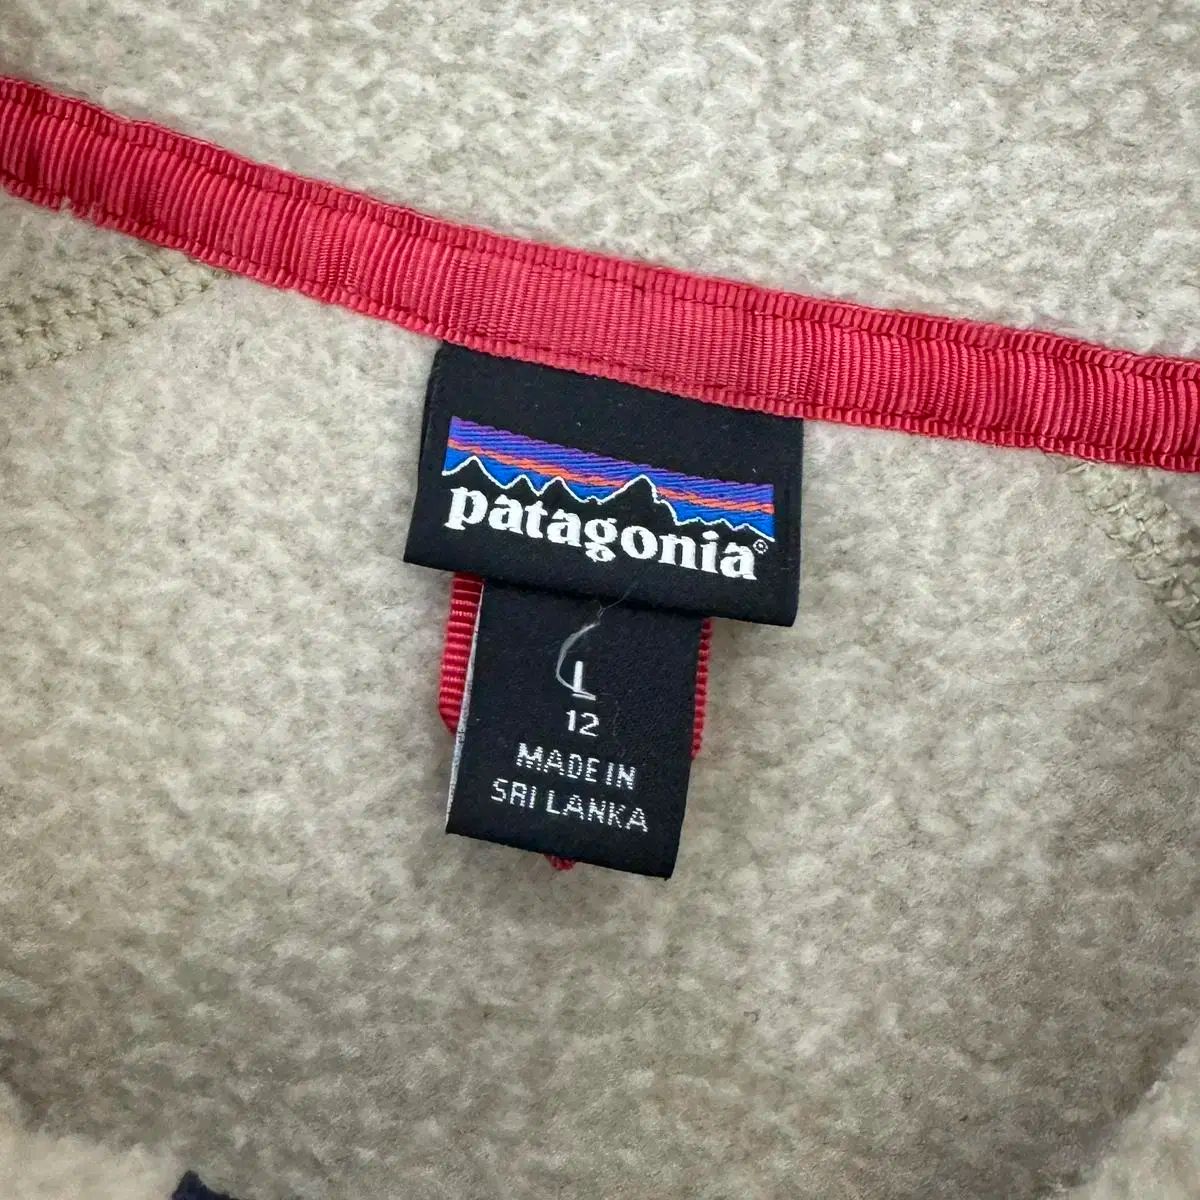 patagonia®
L
12
MADE IN
SRI LANKA